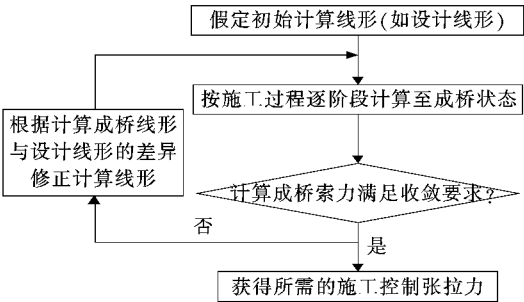 假定初始计算线形(如设计线形)
按施工过程逐阶段计算至成桥状态
根据计算成桥线形
与设计线形的差异
修正计算线形
计算成桥索力满足收敛要求?
否
是
获得所需的施工控制张拉力